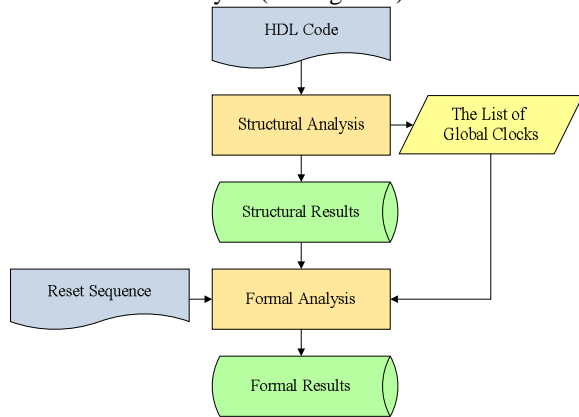 HDL Code
Structural Analysis
The List of
Global Clocks
Structural Results
Reset Sequence
Formal Analysis
Formal Results